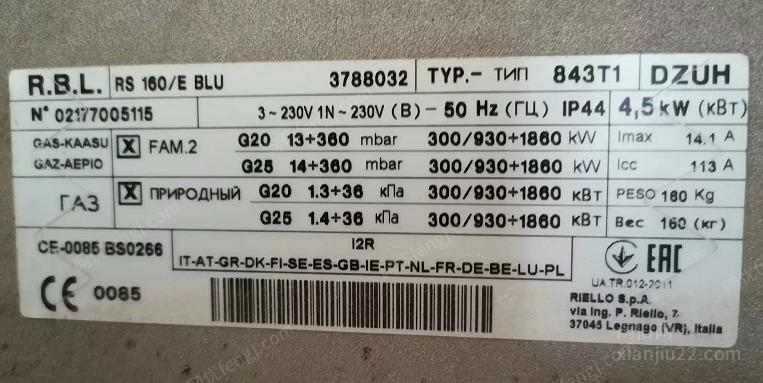 R.B.L. RS 160/E BLU 3788032 TYP.- ТИП 843T1 DZUH
N° 02177005115 3~230V 1N~230V (В) - 50 Hz (ГЦ) IP44 4,5kW (кВт)
GAS-KAASU X FAM.2 G20 13÷360 mbar 300/930÷1860 kW Imax 14.1 A
GAZ-AEPIO G25 14÷360 mbar 300/930÷1860 kW Icc 113 A
ГАЗ X ПРИРОДНЫЙ G20 1.3÷36 кПа 300/930÷1860 кВт PESO 160 Kg
G25 1.4÷36 кПа 300/930÷1860 кВт Вес 160 (кг)
CE-0085 BS0266 I2R
IT-AT-GR-DK-FI-SE-ES-GB-IE-PT-NL-FR-DE-BE-LU-PL
EAC
CE 0085
UA.TR.012-2011
RIELLO S.p.A.
via Ing. P. Riello, 7
37045 Legnago (VR), Italia
xianjiu22.com